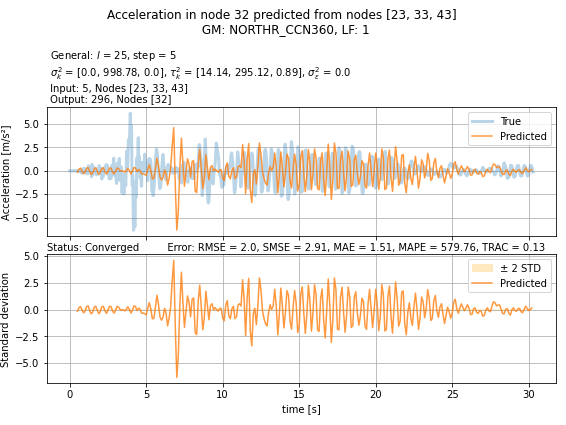 Acceleration in node 32 predicted from nodes [23, 33, 43]
GM: NORTHR_CCN360, LF: 1
General: l = 25, step = 5
σ²ₖ = [0.0, 998.78, 0.0], τ²ₖ = [14.14, 295.12, 0.89], σ²ε = 0.0
Input: 5, Nodes [23, 33, 43]
Output: 296, Nodes [32]
Acceleration [m/s²]
5.0
2.5
0.0
−2.5
−5.0
True
Predicted
Status: Converged Error: RMSE = 2.0, SMSE = 2.91, MAE = 1.51, MAPE = 579.76, TRAC = 0.13
Standard deviation
5.0
2.5
0.0
−2.5
−5.0
± 2 STD
Predicted
0 5 10 15 20 25 30
time [s]